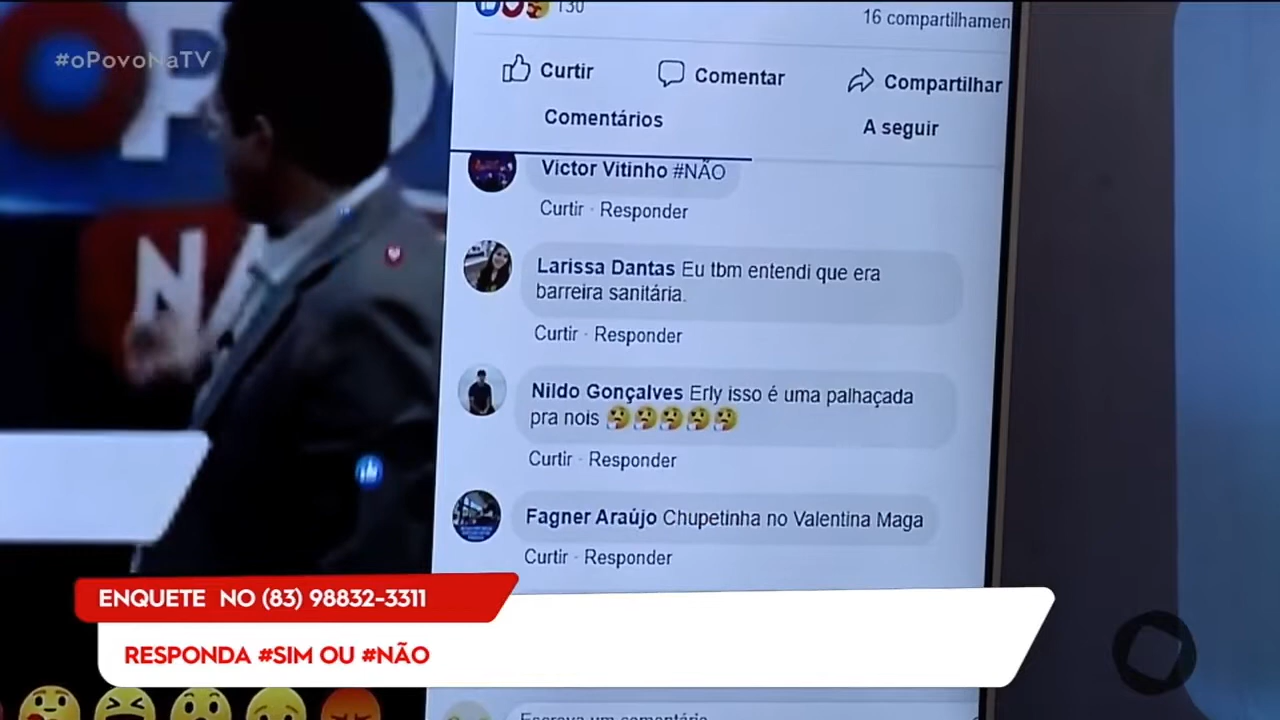 #oPovoNaTV
130
16 compartilhamen
Curtir Comentar Compartilhar
Comentários A seguir
Victor Vitinho #NÃO
Curtir · Responder
Larissa Dantas Eu tbm entendi que era
barreira sanitária.
Curtir · Responder
Nildo Gonçalves Erly isso é uma palhaçada
pra nois 🤔🤔🤔🤔🤔
Curtir · Responder
Fagner Araújo Chupetinha no Valentina Maga
Curtir · Responder
ENQUETE NO (83) 98832-3311
RESPONDA #SIM OU #NÃO
Escreva um comentário